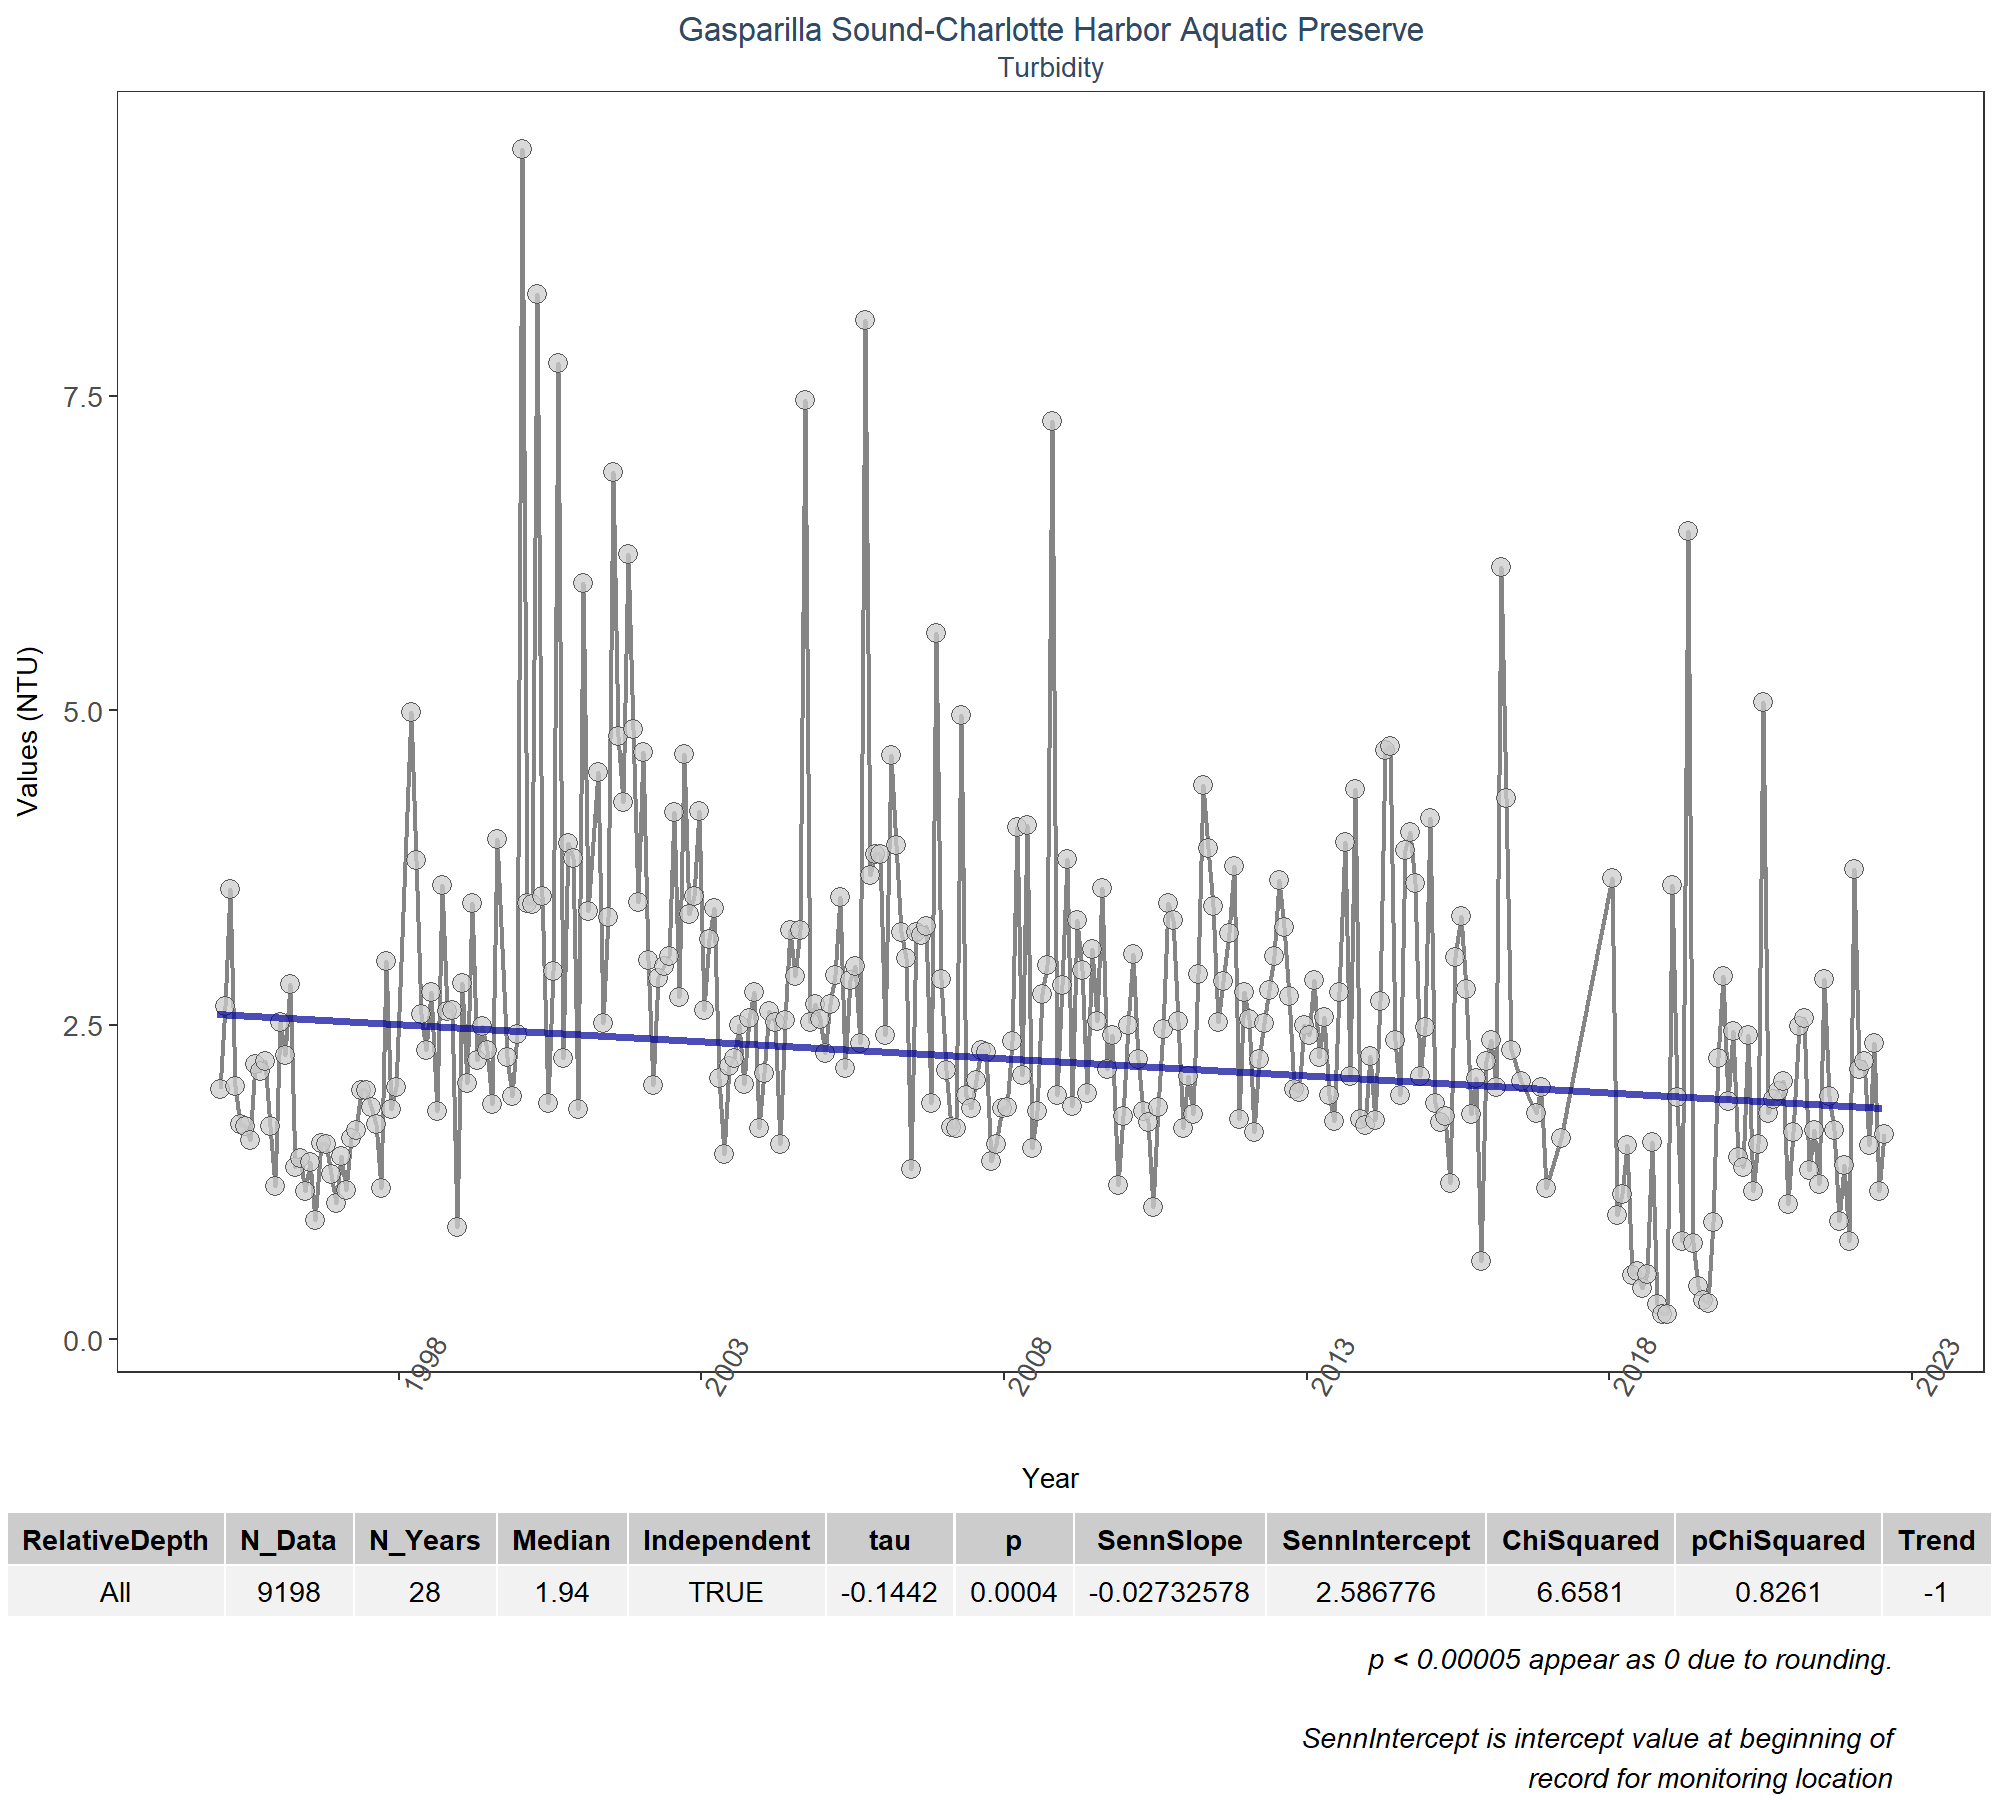 Gasparilla Sound-Charlotte Harbor Aquatic Preserve
Turbidity
Values (NTU)
7.5
5.0
2.5
0.0
1998 2003 2008 2013 2018 2023
Year
RelativeDepth N_Data N_Years Median Independent tau p SennSlope SennIntercept ChiSquared pChiSquared Trend
All 9198 28 1.94 TRUE -0.1442 0.0004 -0.02732578 2.586776 6.6581 0.8261 -1
p < 0.00005 appear as 0 due to rounding.
SennIntercept is intercept value at beginning of
record for monitoring location